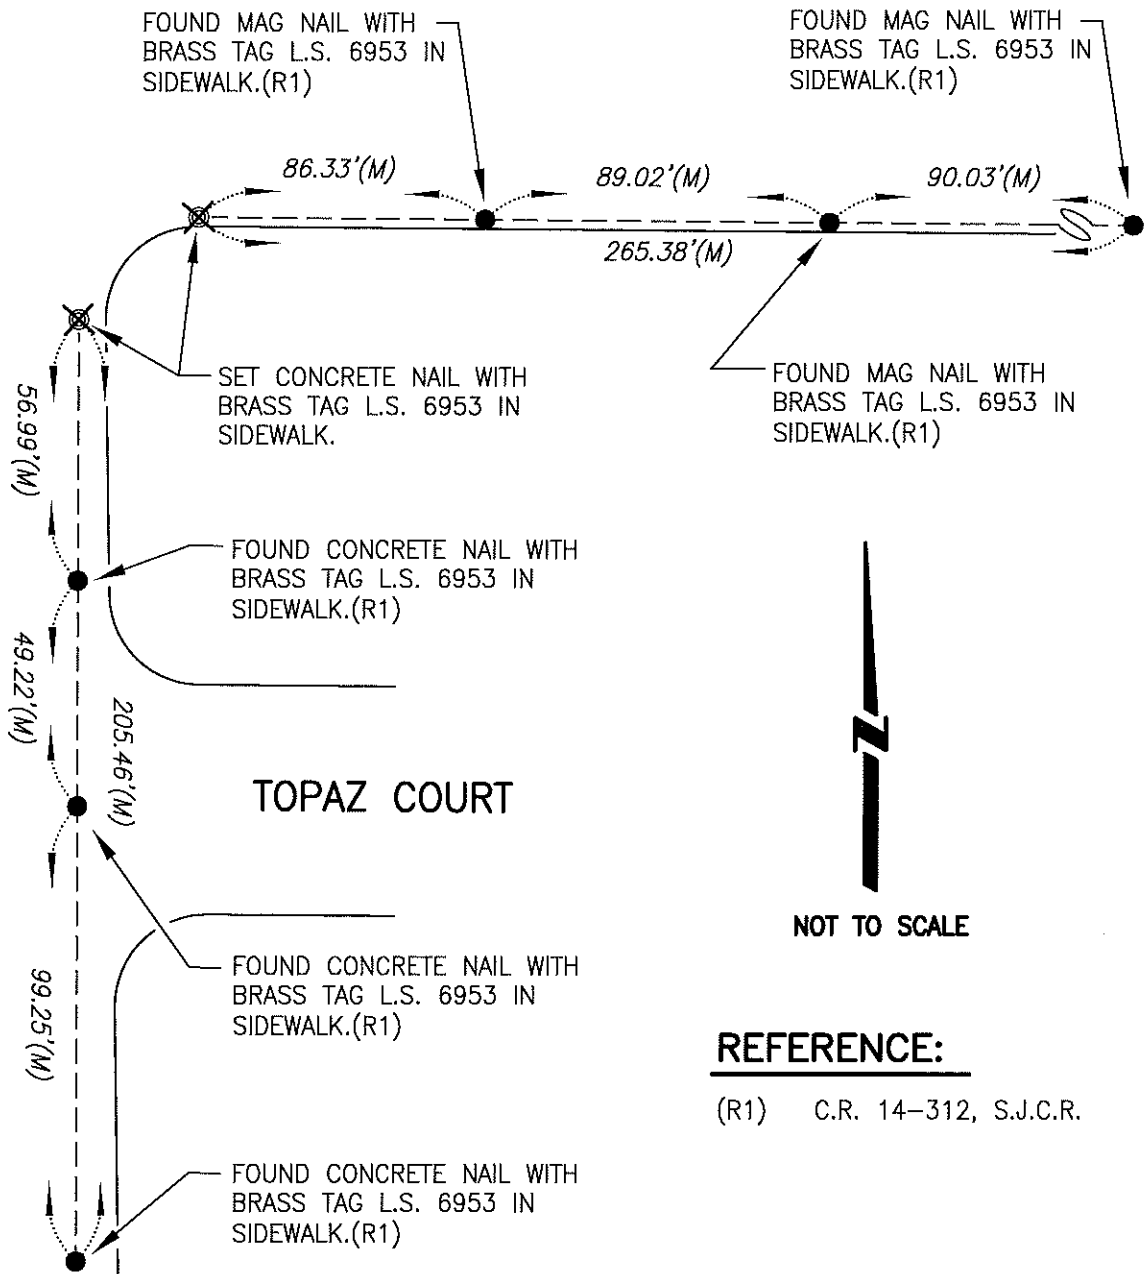 FOUND MAG NAIL WITH
BRASS TAG L.S. 6953 IN
SIDEWALK.(R1)
FOUND MAG NAIL WITH
BRASS TAG L.S. 6953 IN
SIDEWALK.(R1)
86.33'(M)
89.02'(M)
90.03'(M)
265.38'(M)
SET CONCRETE NAIL WITH
BRASS TAG L.S. 6953 IN
SIDEWALK.
FOUND MAG NAIL WITH
BRASS TAG L.S. 6953 IN
SIDEWALK.(R1)
56.99'(M)
FOUND CONCRETE NAIL WITH
BRASS TAG L.S. 6953 IN
SIDEWALK.(R1)
49.22'(M)
205.46'(M)
TOPAZ COURT
Z
NOT TO SCALE
FOUND CONCRETE NAIL WITH
BRASS TAG L.S. 6953 IN
SIDEWALK.(R1)
99.25'(M)
REFERENCE:
(R1) C.R. 14-312, S.J.C.R.
FOUND CONCRETE NAIL WITH
BRASS TAG L.S. 6953 IN
SIDEWALK.(R1)